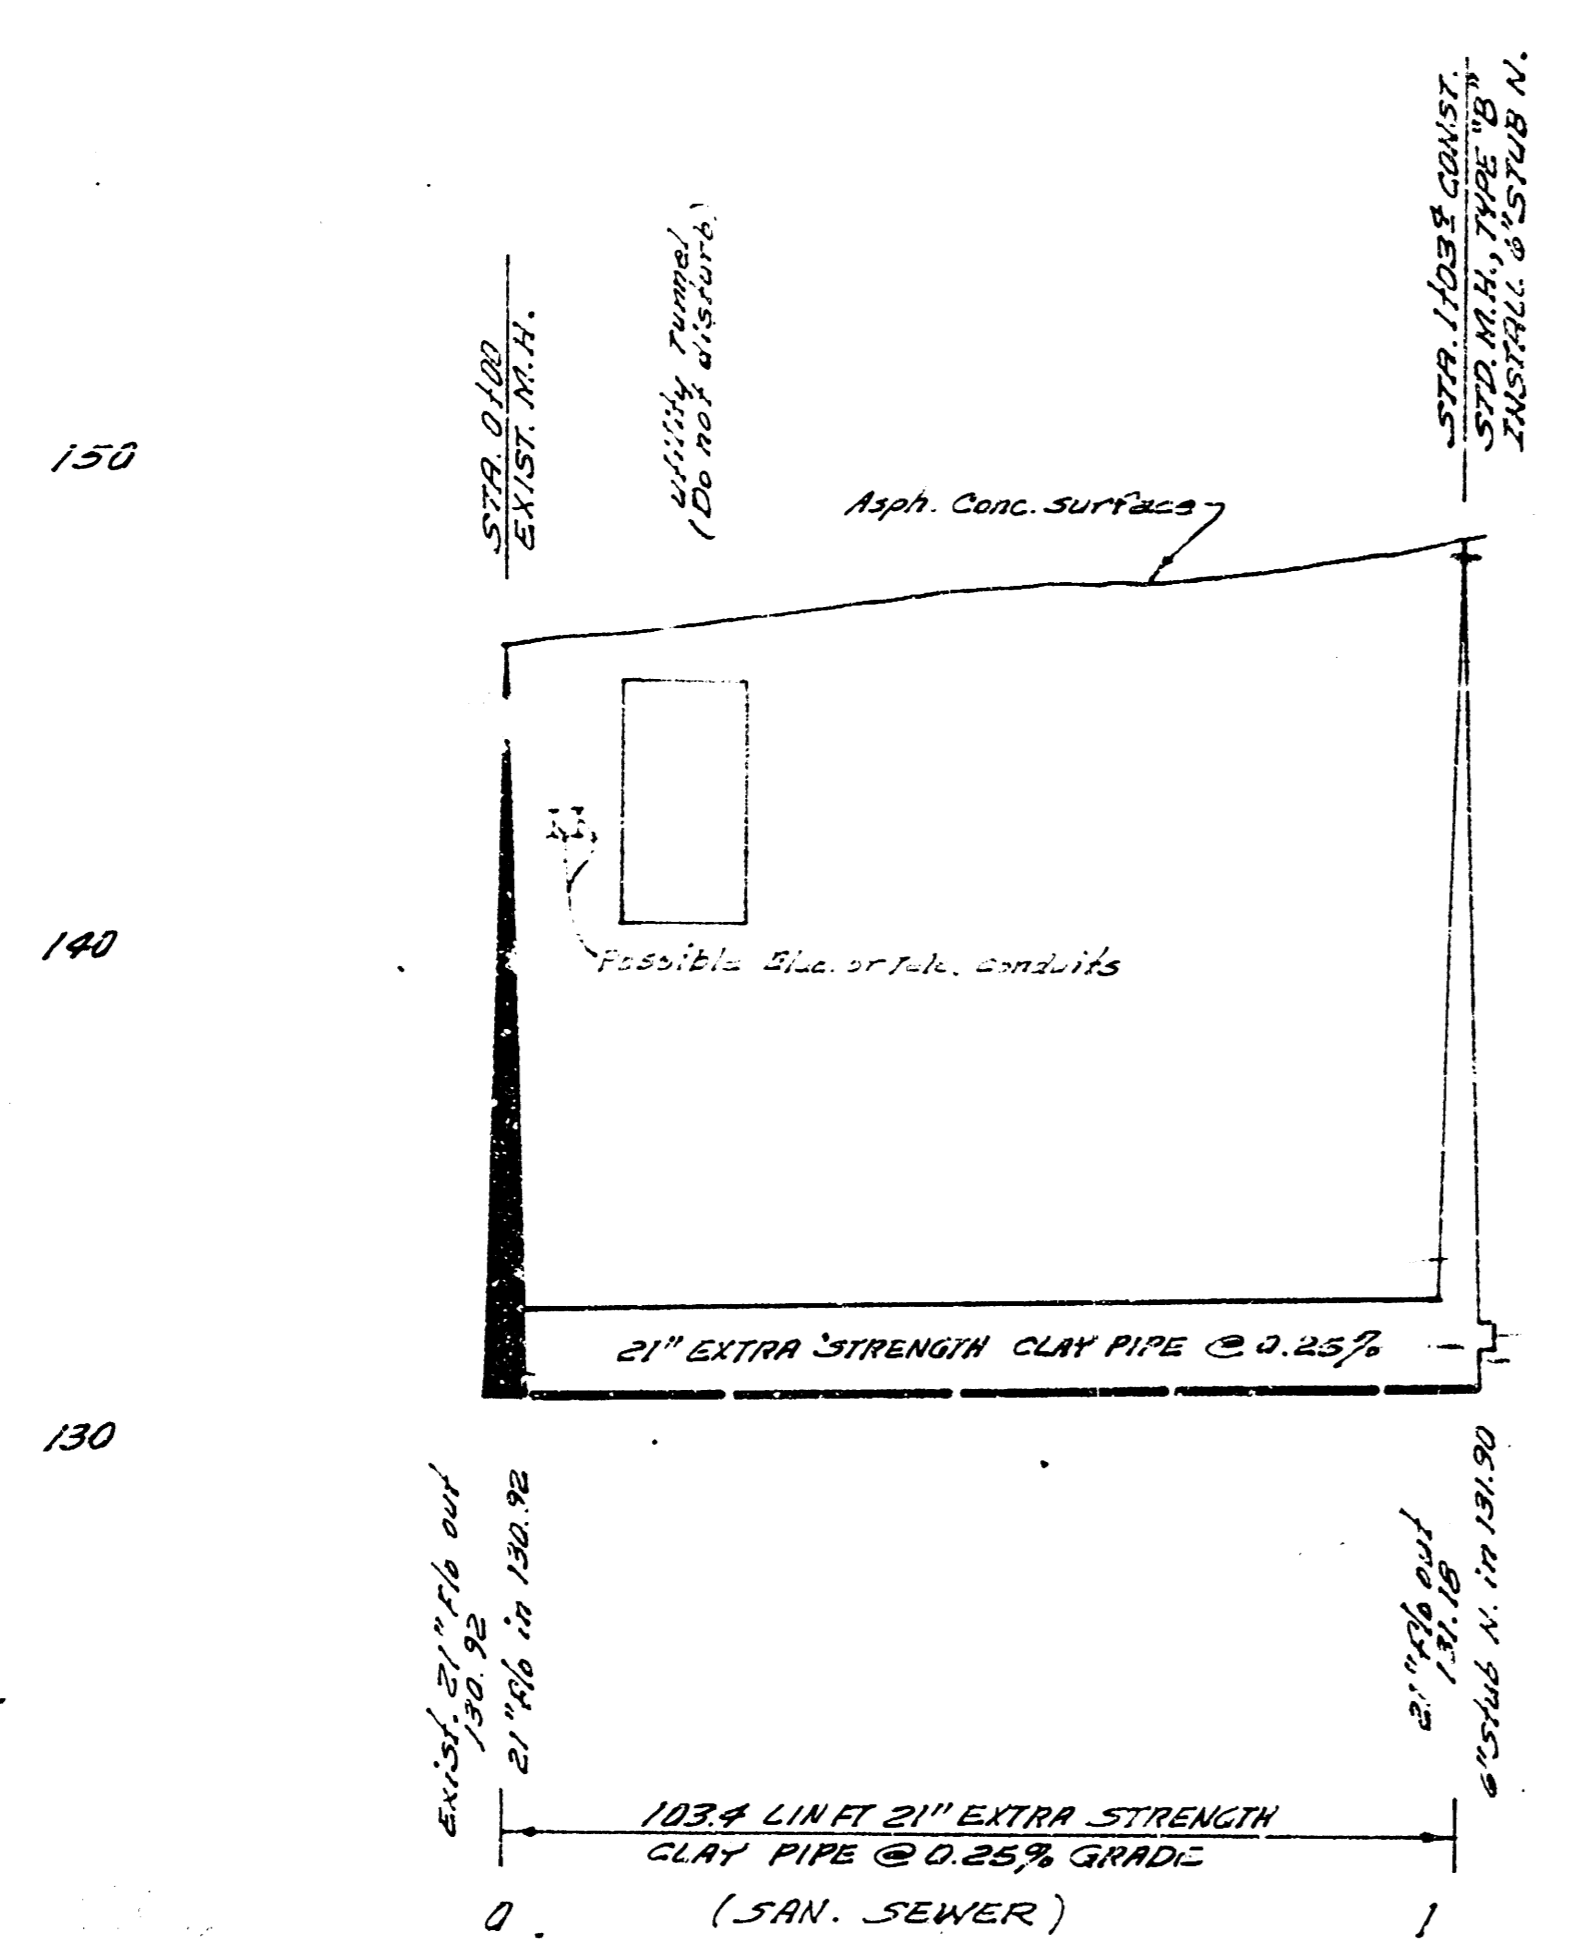 STA. 0+00
EXIST. M.H.
Utility Tunnel
(Do not disturb.)
STA. 1+03⁴ CONST.
STD. M.H., TYPE "B"
INSTALL 6" STUB N.
150
Asph. Conc. surface
140
Possible Elec. or Tele. Conduits
21" EXTRA STRENGTH CLAY PIPE @ 0.25%
130
Exist. 21" F/o out
130.92
21" F/o in 130.92
21" F/o out
131.18
6" Stub N. in 131.90
103.4 LIN FT 21" EXTRA STRENGTH
CLAY PIPE @ 0.25% GRADE
(SAN. SEWER)
0
1